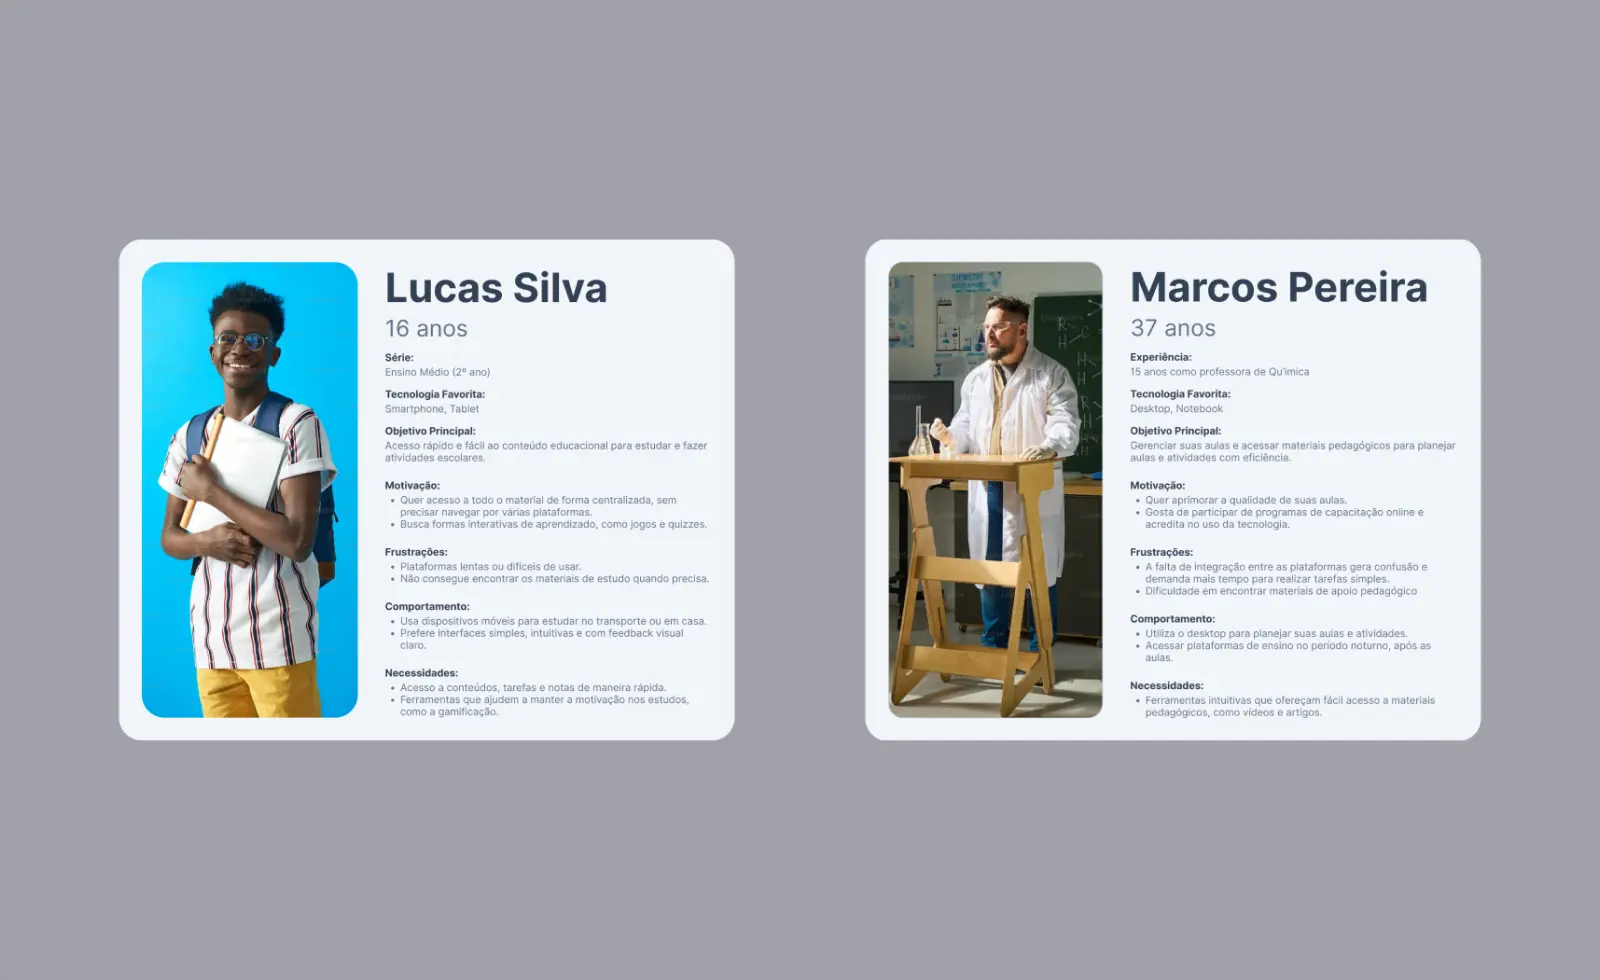 Lucas Silva
16 anos
Série:
Ensino Médio (2º ano)
Tecnologia Favorita:
Smartphone, Tablet
Objetivo Principal:
Acesso rápido e fácil ao conteúdo educacional para estudar e fazer
atividades escolares.
Motivação:
• Quer acesso a todo o material de forma centralizada, sem
precisar navegar por várias plataformas.
• Busca formas interativas de aprendizado, como jogos e quizzes.
Frustrações:
• Plataformas lentas ou difíceis de usar.
• Não consegue encontrar os materiais de estudo quando precisa.
Comportamento:
• Usa dispositivos móveis para estudar no transporte ou em casa.
• Prefere interfaces simples, intuitivas e com feedback visual
claro.
Necessidades:
• Acesso a conteúdos, tarefas e notas de maneira rápida.
• Ferramentas que ajudem a manter a motivação nos estudos,
como a gamificação.
CHEMISTRY
Marcos Pereira
37 anos
Experiência:
15 anos como professora de Qu'imica
Tecnologia Favorita:
Desktop, Notebook
Objetivo Principal:
Gerenciar suas aulas e acessar materiais pedagógicos para planejar
aulas e atividades com eficiência.
Motivação:
• Quer aprimorar a qualidade de suas aulas.
• Gosta de participar de programas de capacitação online e
acredita no uso da tecnologia.
Frustrações:
• A falta de integração entre as plataformas gera confusão e
demanda mais tempo para realizar tarefas simples.
• Dificuldade em encontrar materiais de apoio pedagógico
Comportamento:
• Utiliza o desktop para planejar suas aulas e atividades.
• Acessar plataformas de ensino no período noturno, após as
aulas.
Necessidades:
• Ferramentas intuitivas que ofereçam fácil acesso a materiais
pedagógicos, como vídeos e artigos.